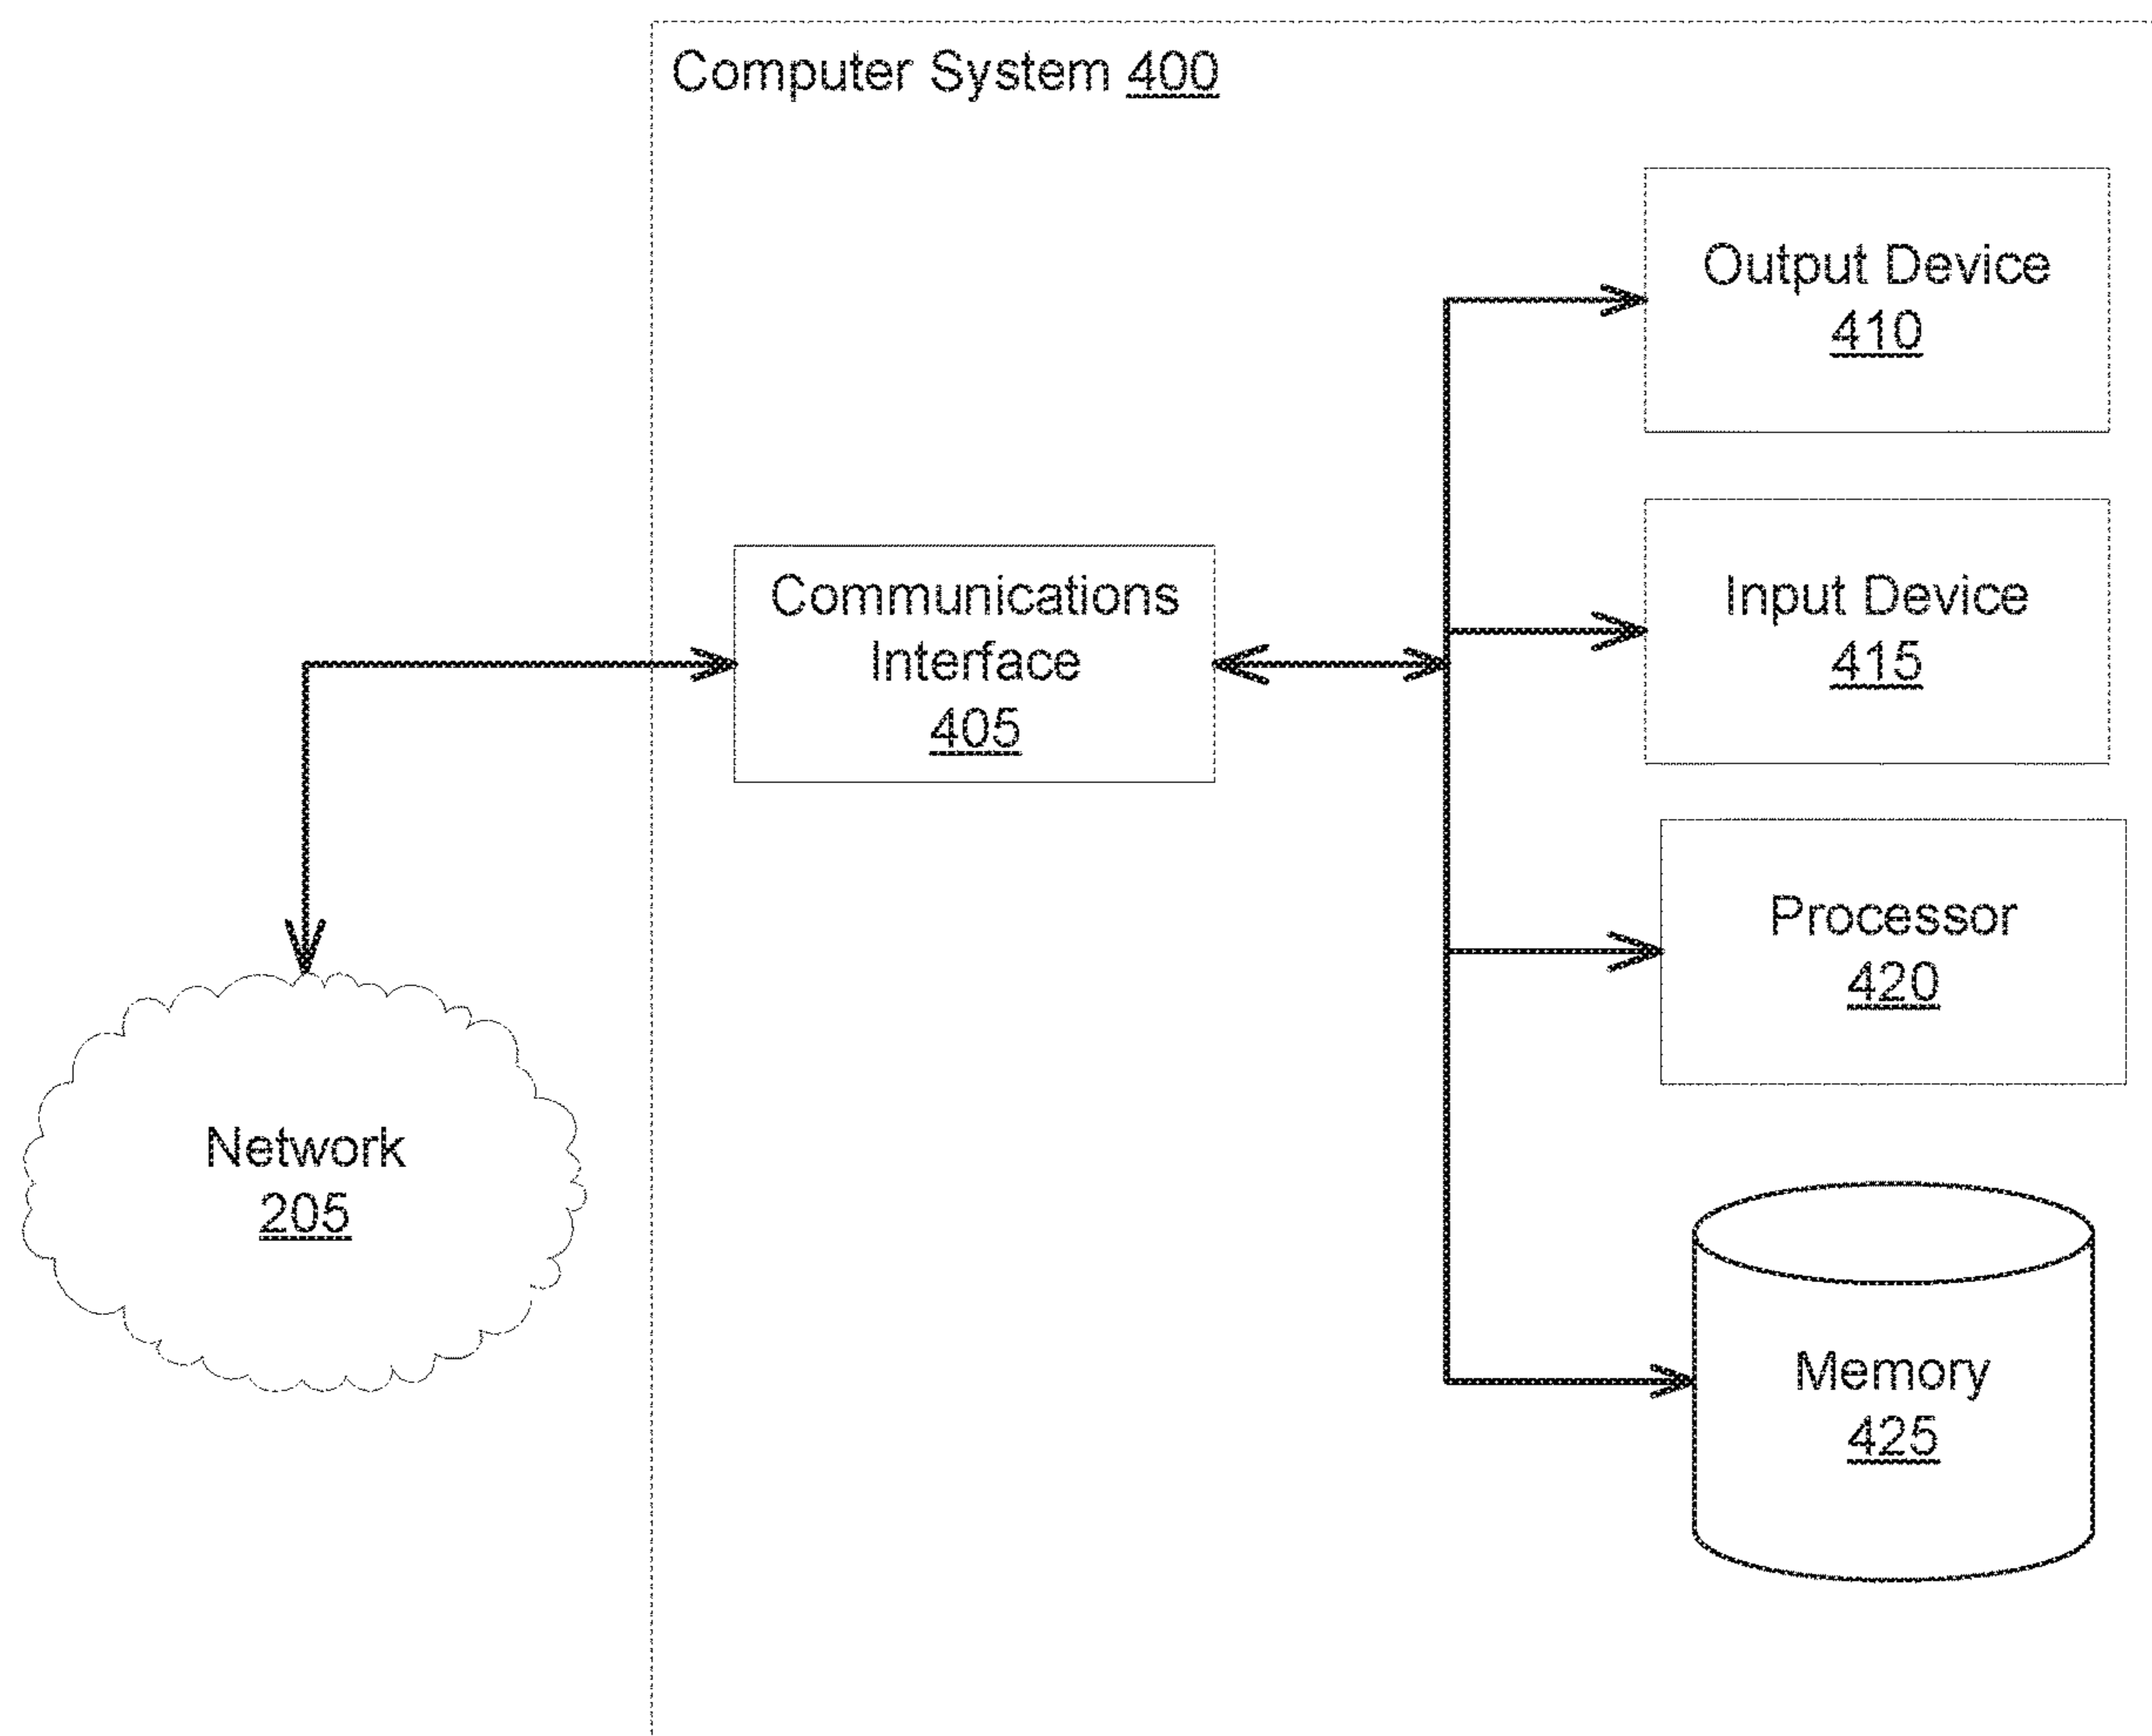 Computer System 400
Output Device
410
Communications
Interface
405
Input Device
415
Processor
420
Network
205
Memory
425